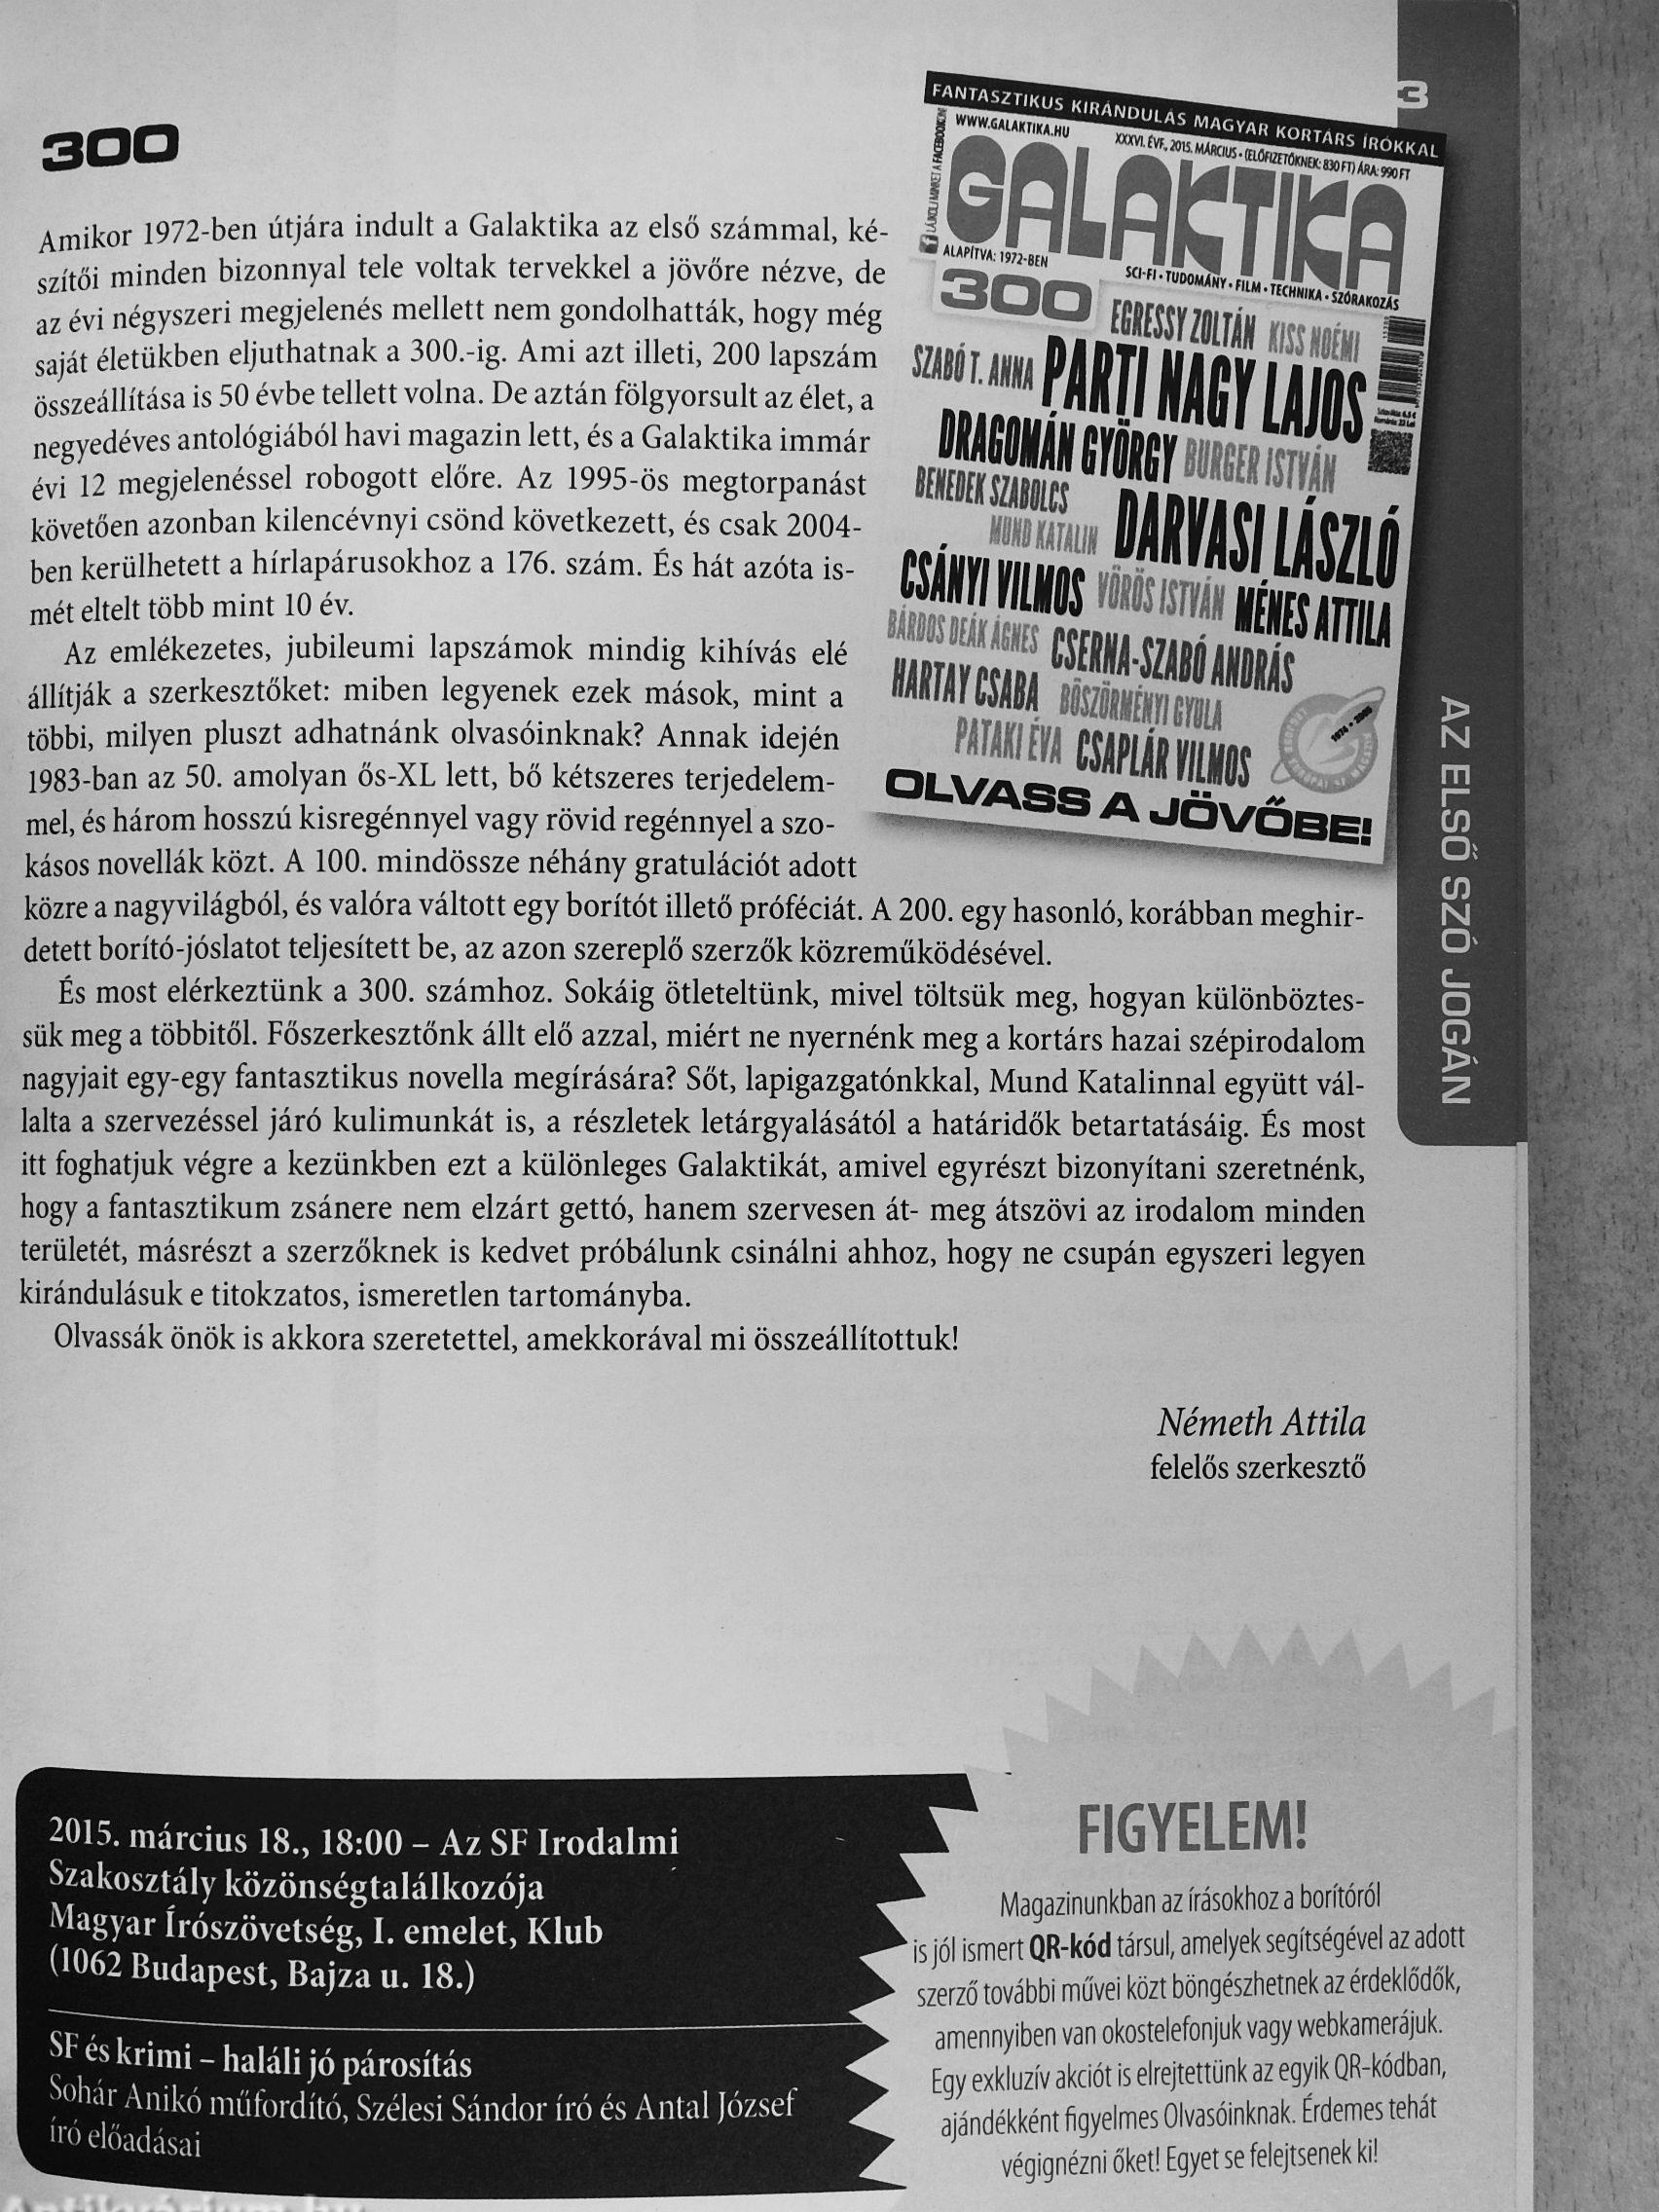 3
300
Amikor 1972-ben útjára indult a Galaktika az első számmal, ké-
szítői minden bizonnyal tele voltak tervekkel a jövőre nézve, de
az évi négyszeri megjelenés mellett nem gondolhatták, hogy még
saját életükben eljuthatnak a 300.-ig. Ami azt illeti, 200 lapszám
összeállítása is 50 évbe tellett volna. De aztán fölgyorsult az élet, a
negyedéves antológiából havi magazin lett, és a Galaktika immár
évi 12 megjelenéssel robogott előre. Az 1995-ös megtorpanást
követően azonban kilencévnyi csönd következett, és csak 2004-
ben kerülhetett a hírlapárusokhoz a 176. szám. És hát azóta is-
mét eltelt több mint 10 év.
Az emlékezetes, jubileumi lapszámok mindig kihívás elé
állítják a szerkesztőket: miben legyenek ezek mások, mint a
többi, milyen pluszt adhatnánk olvasóinknak? Annak idején
1983-ban az 50. amolyan ős-XL lett, bő kétszeres terjedelem-
mel, és három hosszú kisregénnyel vagy rövid regénnyel a szo-
kásos novellák közt. A 100. mindössze néhány gratulációt adott
közre a nagyvilágból, és valóra váltott egy borítót illető próféciát. A 200. egy hasonló, korábban meghir-
detett borító-jóslatot teljesített be, az azon szereplő szerzők közreműködésével.
És most elérkeztünk a 300. számhoz. Sokáig ötleteltünk, mivel töltsük meg, hogyan különböztes-
sük meg a többitől. Főszerkesztőnk állt elő azzal, miért ne nyernénk meg a kortárs hazai szépirodalom
nagyjait egy-egy fantasztikus novella megírására? Sőt, lapigazgatónkkal, Mund Katalinnal együtt vál-
lalta a szervezéssel járó kulimunkát is, a részletek letárgyalásától a határidők betartatásáig. És most
itt foghatjuk végre a kezünkben ezt a különleges Galaktikát, amivel egyrészt bizonyítani szeretnénk,
hogy a fantasztikum zsánere nem elzárt gettó, hanem szervesen át- meg átszövi az irodalom minden
területét, másrészt a szerzőknek is kedvet próbálunk csinálni ahhoz, hogy ne csupán egyszeri legyen
kirándulásuk e titokzatos, ismeretlen tartományba.
Olvassák önök is akkora szeretettel, amekkorával mi összeállítottuk!
Németh Attila
felelős szerkesztő
FANTASZTIKUS KIRÁNDULÁS MAGYAR KORTÁRS ÍRÓKKAL
WWW.GALAKTIKA.HU
XXXVI. ÉVF., 2015. MÁRCIUS • (ELŐFIZETŐKNEK: 830 FT) ÁRA: 990 FT
GALAKTIKA
ALAPÍTVA: 1972-BEN
SCI-FI • TUDOMÁNY • FILM • TECHNIKA • SZÓRAKOZÁS
300
EGRESSY ZOLTÁN KISS NOÉMI
SZABÓ T. ANNA PARTI NAGY LAJOS
DRAGOMÁN GYÖRGY BURGER ISTVÁN
BENEDEK SZABOLCS
MUND KATALIN DARVASI LÁSZLÓ
CSÁNYI VILMOS VÖRÖS ISTVÁN MÉNES ATTILA
BÁRDOS DEÁK ÁGNES CSERNA-SZABÓ ANDRÁS
HARTAY CSABA BÖSZÖRMÉNYI GYULA
PATAKI ÉVA CSAPLÁR VILMOS
OLVASS A JÖVŐBE!
AZ ELSŐ SZÓ JOGÁN
2015. március 18., 18:00 – Az SF Irodalmi
Szakosztály közönségtalálkozója
Magyar Írószövetség, I. emelet, Klub
(1062 Budapest, Bajza u. 18.)
SF és krimi – haláli jó párosítás
Sohár Anikó műfordító, Szélesi Sándor író és Antal József
író előadásai
FIGYELEM!
Magazinunkban az írásokhoz a borítóról
is jól ismert QR-kód társul, amelyek segítségével az adott
szerző további művei közt böngészhetnek az érdeklődők,
amennyiben van okostelefonjuk vagy webkamerájuk.
Egy exkluzív akciót is elrejtettünk az egyik QR-kódban,
ajándékként figyelmes Olvasóinknak. Érdemes tehát
végignézni őket! Egyet se felejtsenek ki!